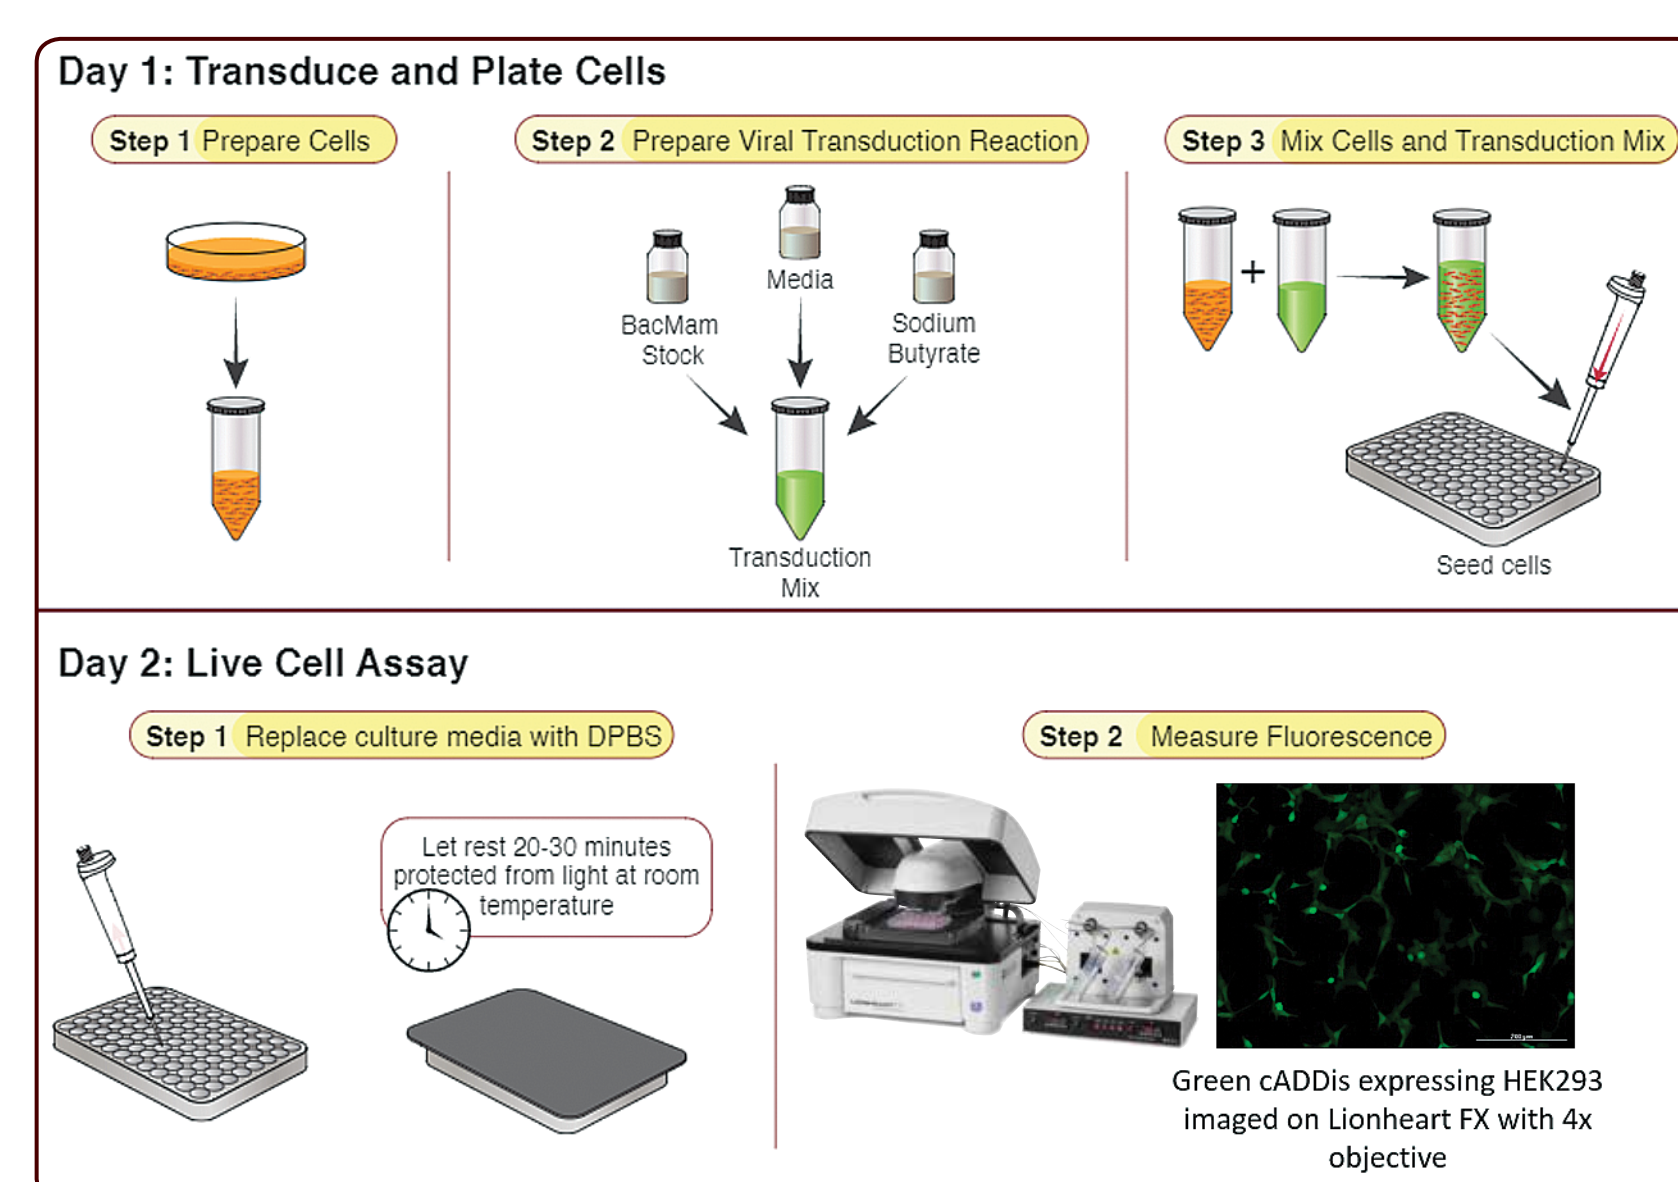 Day 1: Transduce and Plate Cells
Step 1 Prepare Cells
Step 2 Prepare Viral Transduction Reaction
Step 3 Mix Cells and Transduction Mix
Media
BacMam
Stock
Sodium
Butyrate
+
Transduction
Mix
Seed cells
Day 2: Live Cell Assay
Step 1 Replace culture media with DPBS
Step 2 Measure Fluorescence
Let rest 20-30 minutes
protected from light at room
temperature
Green cADDis expressing HEK293
imaged on Lionheart FX with 4x
objective